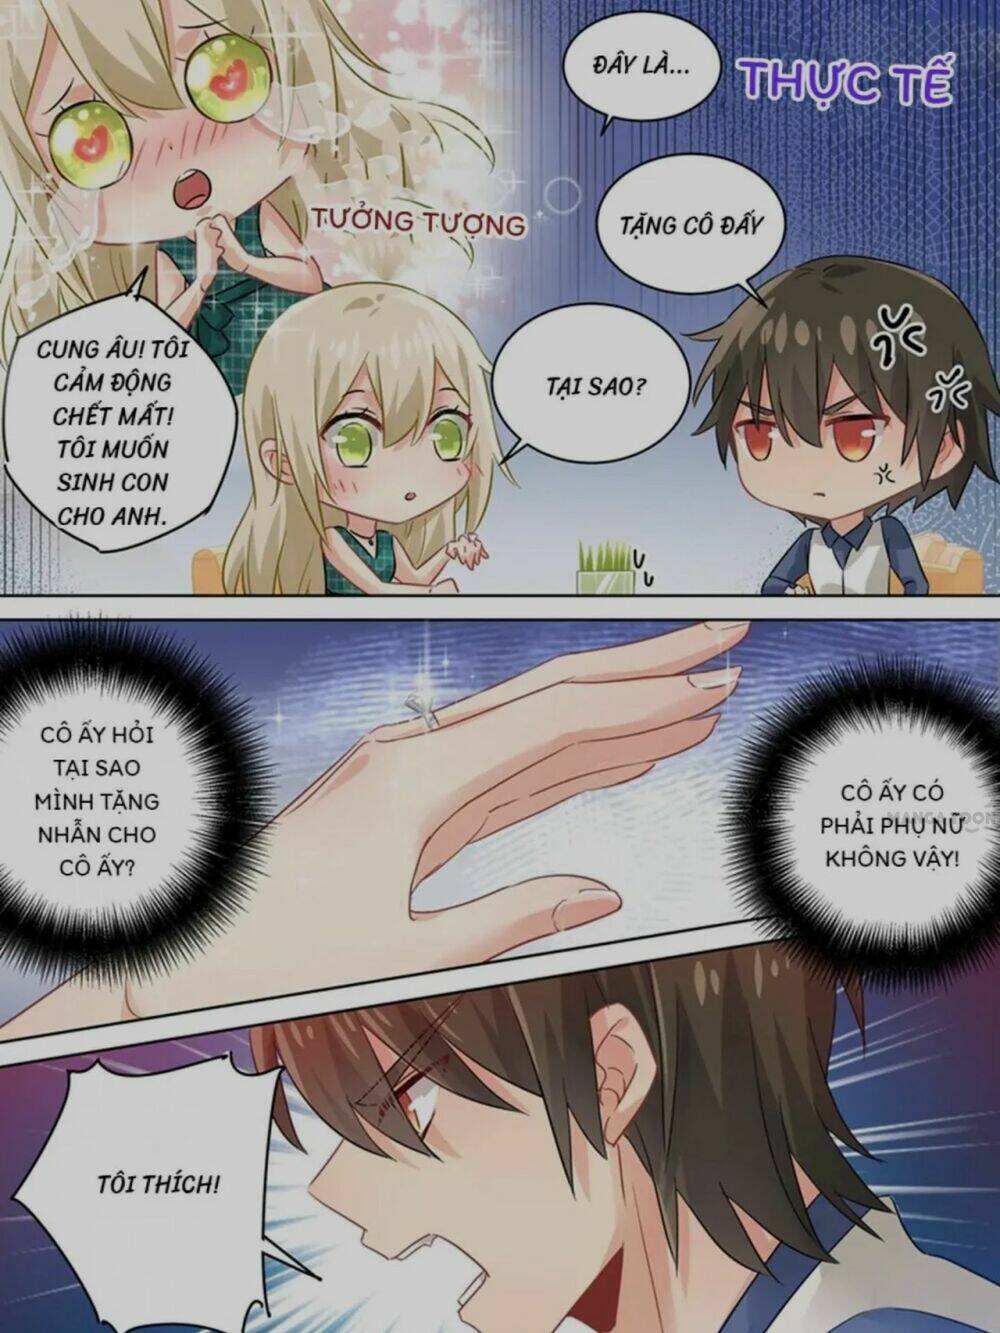 TƯỞNG TƯỢNG
CUNG ÂU! TÔI
CẢM ĐỘNG
CHẾT MẤT!
TÔI MUỐN
SINH CON
CHO ANH.
THỰC TẾ
ĐÂY LÀ...
TẶNG CÔ ĐẤY
TẠI SAO?
CÔ ẤY HỎI
TẠI SAO
MÌNH TẶNG
NHẪN CHO
CÔ ẤY?
CÔ ẤY CÓ
PHẢI PHỤ NỮ
KHÔNG VẬY!
MANGATOON
TÔI THÍCH!